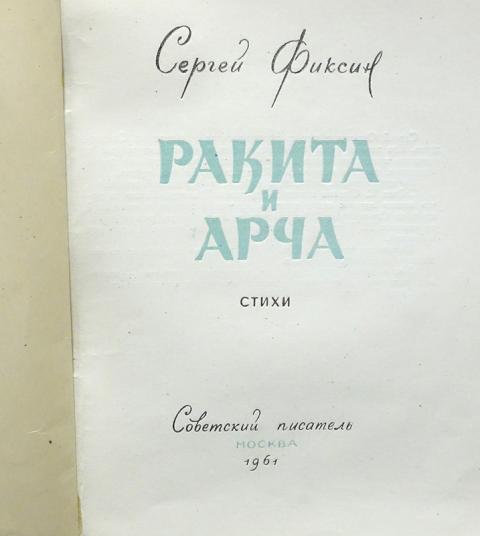 Сергей Фиксин
РАКИТА
И
АРЧА
СТИХИ
Советский писатель
МОСКВА
1961